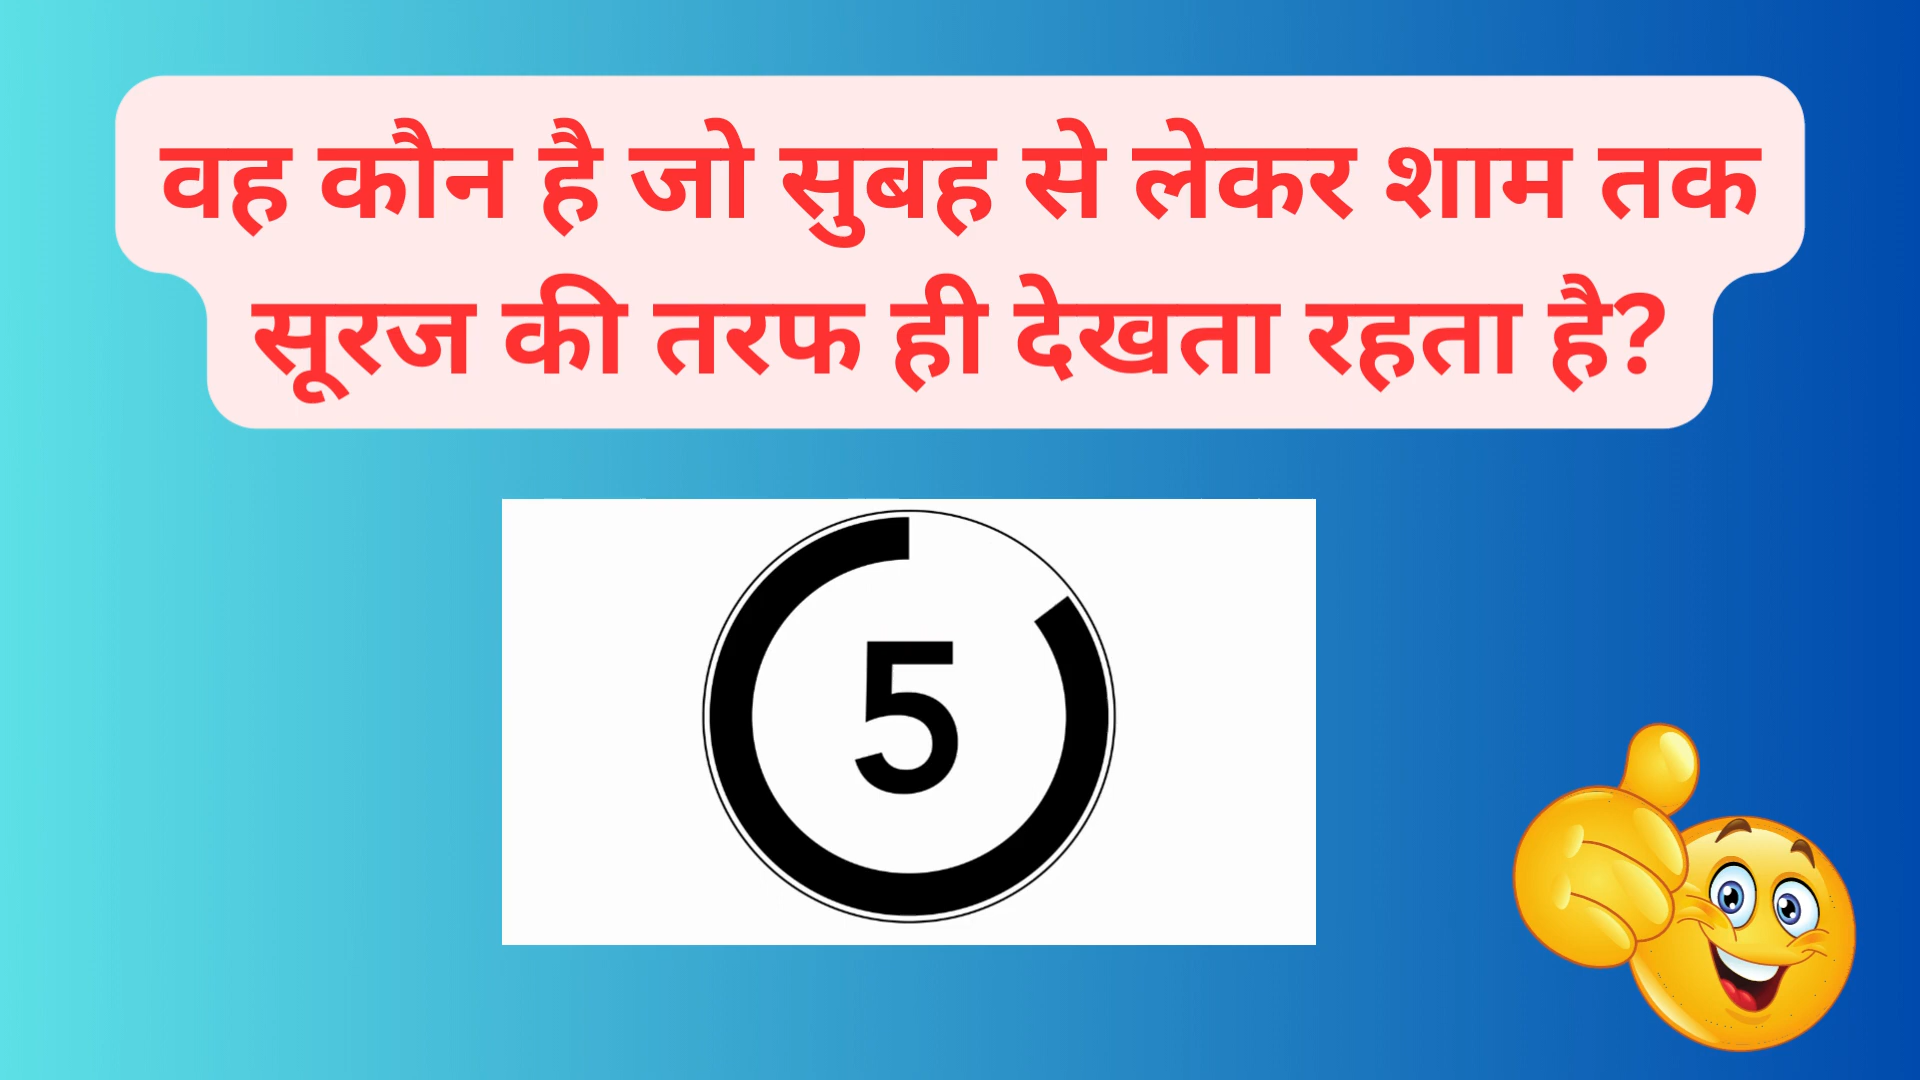 वह कौन है जो सुबह से लेकर शाम तक
सूरज की तरफ ही देखता रहता है?
5